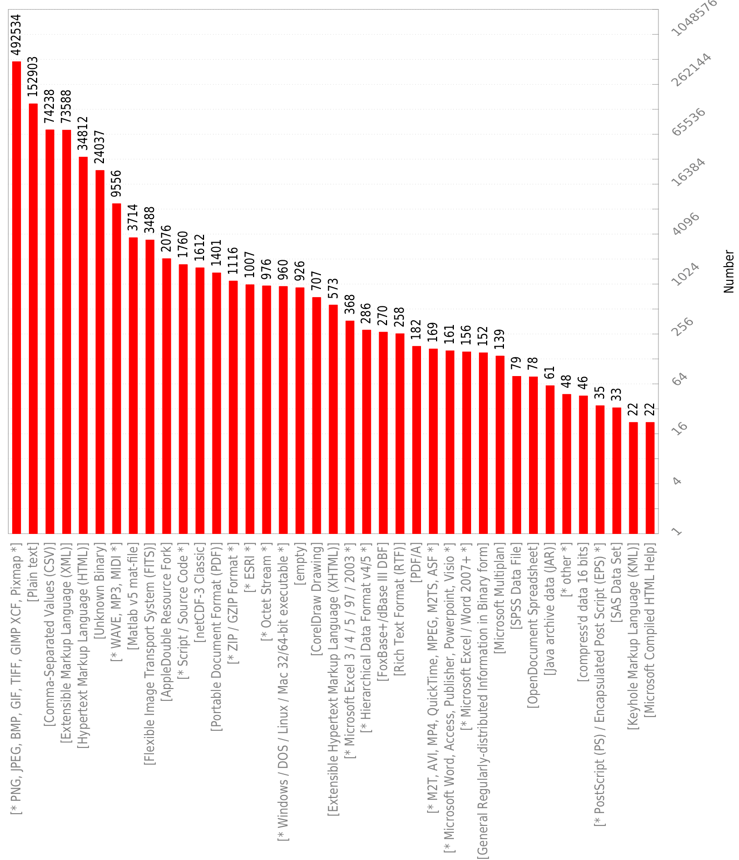 492534
152903
74238
73588
34812
24037
9556
3714
3488
2076
1760
1612
1401
1116
1007
976
960
926
707
573
368
286
270
258
182
169
161
156
152
139
79
78
61
48
46
35
33
22
22
1048576
262144
65536
16384
4096
1024
256
64
16
4
1
Number
[* PNG, JPEG, BMP, GIF, TIFF, GIMP XCF, Pixmap *]
[Plain text]
[Comma-Separated Values (CSV)]
[Extensible Markup Language (XML)]
[Hypertext Markup Language (HTML)]
[Unknown Binary]
[* WAVE, MP3, MIDI *]
[Matlab v5 mat-file]
[Flexible Image Transport System (FITS)]
[AppleDouble Resource Fork]
[* Script / Source Code *]
[netCDF-3 Classic]
[Portable Document Format (PDF)]
[* ZIP / GZIP Format *]
[* ESRI *]
[* Octet Stream *]
[* Windows / DOS / Linux / Mac 32/64-bit executable *]
[empty]
[CorelDraw Drawing]
[Extensible Hypertext Markup Language (XHTML)]
[* Microsoft Excel 3 / 4 / 5 / 97 / 2003 *]
[* Hierarchical Data Format v4/5 *]
[FoxBase+/dBase III DBF]
[Rich Text Format (RTF)]
[PDF/A]
[* M2T, AVI, MP4, QuickTime, MPEG, M2TS, ASF *]
[* Microsoft Word, Access, Publisher, Powerpoint, Visio *]
[* Microsoft Excel / Word 2007+ *]
[General Regularly-distributed Information in Binary form]
[Microsoft Multiplan]
[SPSS Data File]
[OpenDocument Spreadsheet]
[Java archive data (JAR)]
[* other *]
[compress'd data 16 bits]
[* PostScript (PS) / Encapsulated Post Script (EPS) *]
[SAS Data Set]
[Keyhole Markup Language (KML)]
[Microsoft Compiled HTML Help]